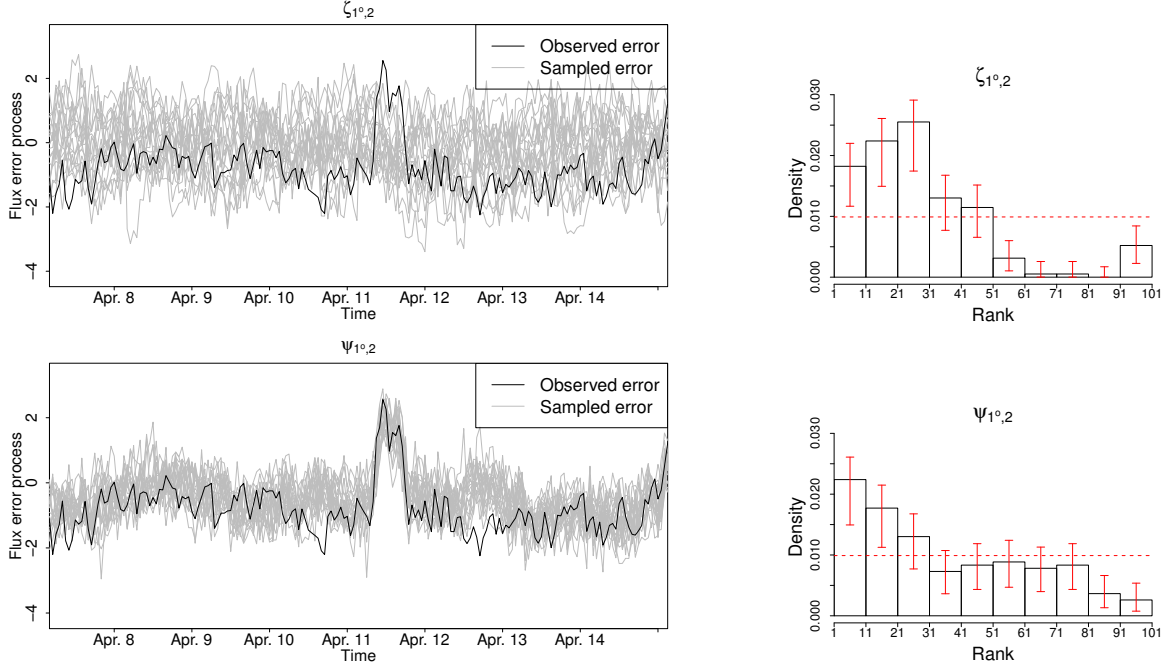 ζ1°,2
Observed error
Sampled error
Flux error process
2
0
−2
−4
Apr. 8 Apr. 9 Apr. 10 Apr. 11 Apr. 12 Apr. 13 Apr. 14
Time
ζ1°,2
Density
0.030
0.020
0.010
0.000
1 11 21 31 41 51 61 71 81 91 101
Rank
ψ1°,2
Observed error
Sampled error
Flux error process
2
0
−2
−4
Apr. 8 Apr. 9 Apr. 10 Apr. 11 Apr. 12 Apr. 13 Apr. 14
Time
ψ1°,2
Density
0.030
0.020
0.010
0.000
1 11 21 31 41 51 61 71 81 91 101
Rank